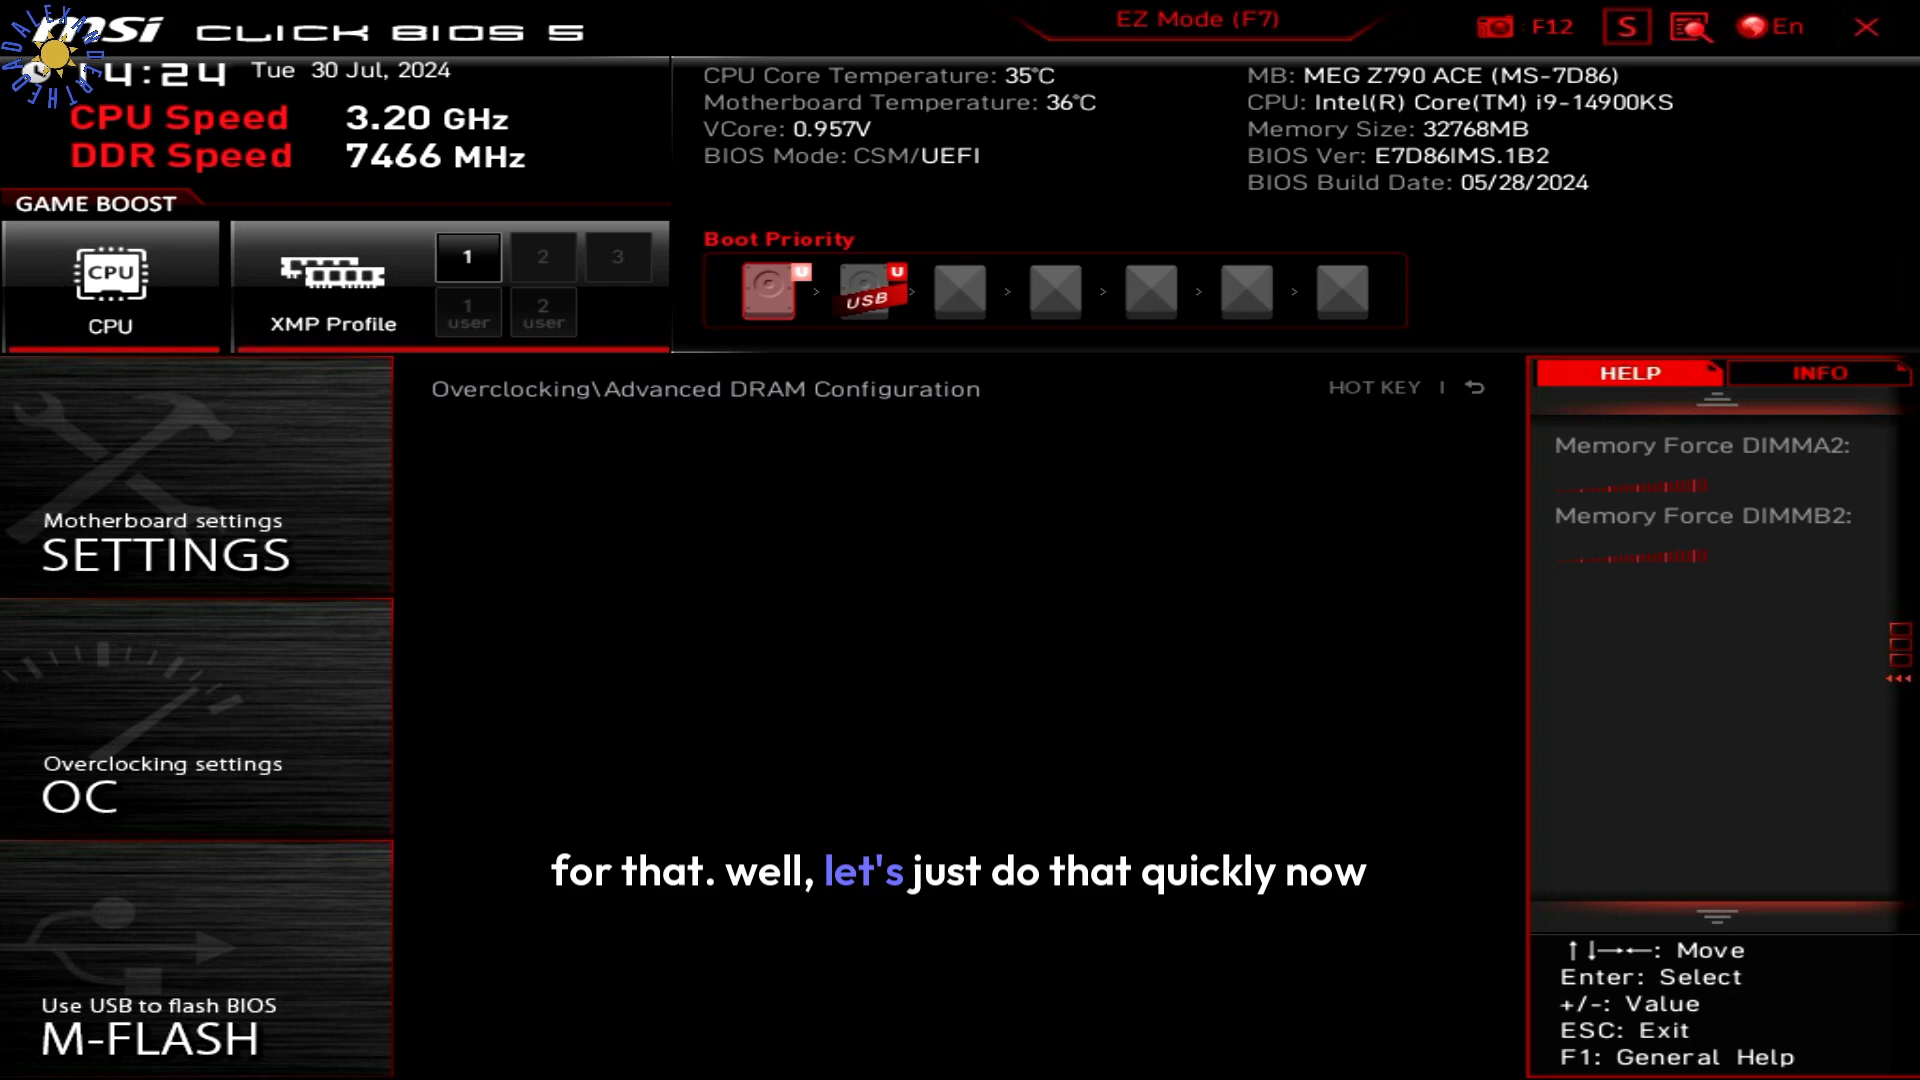 msi CLICK BIOS 5
EZ Mode (F7)
: F12
S
En
14:24 Tue 30 Jul, 2024
CPU Speed 3.20 GHz
DDR Speed 7466 MHz
CPU Core Temperature: 35°C
Motherboard Temperature: 36°C
VCore: 0.957V
BIOS Mode: CSM/UEFI
MB: MEG Z790 ACE (MS-7D86)
CPU: Intel(R) Core(TM) i9-14900KS
Memory Size: 32768MB
BIOS Ver: E7D86IMS.1B2
BIOS Build Date: 05/28/2024
GAME BOOST
CPU
CPU
XMP Profile
1 2 3
1 user 2 user
Boot Priority
U
U
USB
Overclocking\Advanced DRAM Configuration
HOT KEY |
HELP
INFO
Memory Force DIMMA2:
Memory Force DIMMB2:
Motherboard settings
SETTINGS
Overclocking settings
OC
Use USB to flash BIOS
M-FLASH
for that. well, let's just do that quickly now
↑↓→←: Move
Enter: Select
+/-: Value
ESC: Exit
F1: General Help